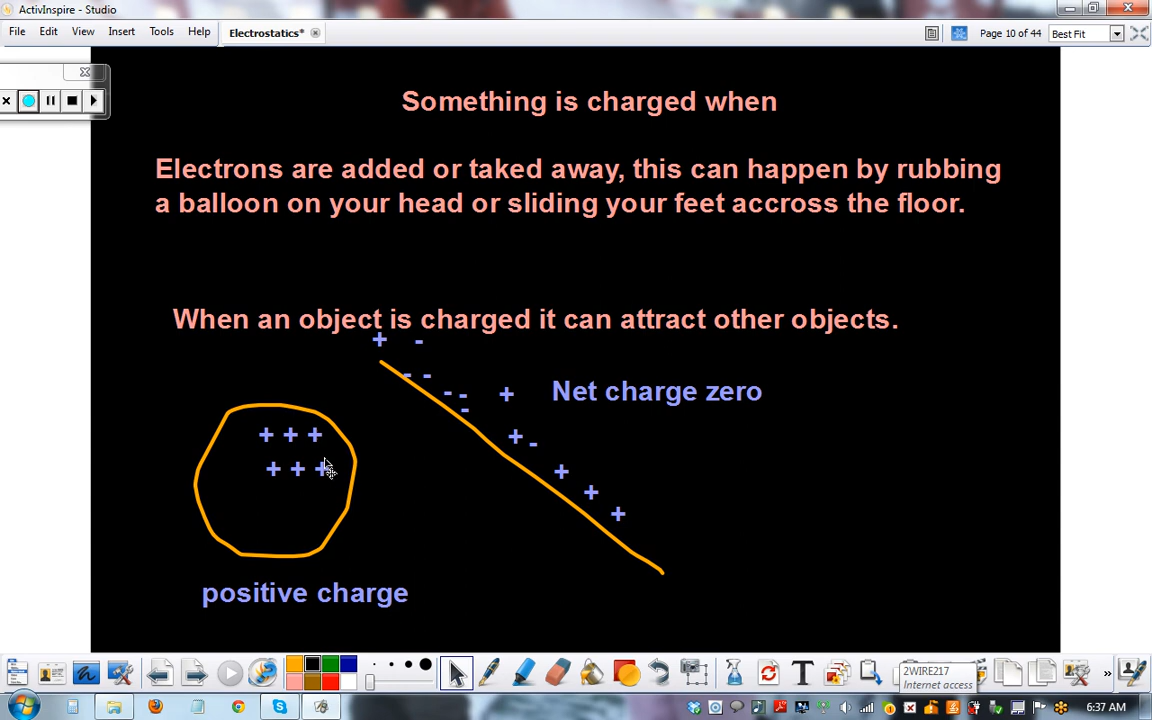 ActivInspire - Studio
File Edit View Insert Tools Help Electrostatics* Page 10 of 44 Best Fit
Something is charged when
Electrons are added or taked away, this can happen by rubbing
a balloon on your head or sliding your feet accross the floor.
When an object is charged it can attract other objects.
+ -
- -
- - + Net charge zero
-
+ + + + -
+ + + +
+
+
positive charge
2WIRE217
Internet access
6:37 AM